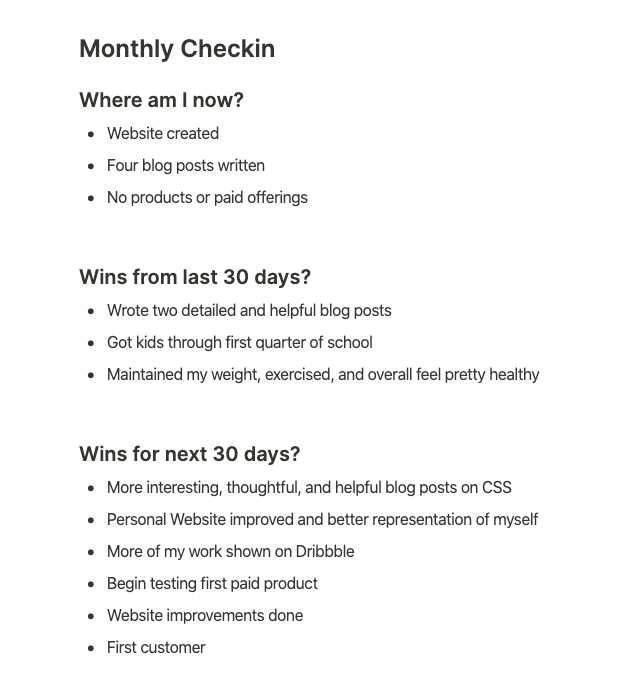 Monthly Checkin
Where am I now?
• Website created
• Four blog posts written
• No products or paid offerings
Wins from last 30 days?
• Wrote two detailed and helpful blog posts
• Got kids through first quarter of school
• Maintained my weight, exercised, and overall feel pretty healthy
Wins for next 30 days?
• More interesting, thoughtful, and helpful blog posts on CSS
• Personal Website improved and better representation of myself
• More of my work shown on Dribbble
• Begin testing first paid product
• Website improvements done
• First customer